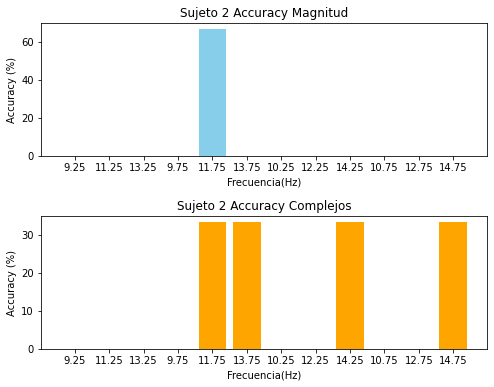 Sujeto 2 Accuracy Magnitud
60
40
20
0
Accuracy (%)
9.25 11.25 13.25 9.75 11.75 13.75 10.25 12.25 14.25 10.75 12.75 14.75
Frecuencia(Hz)
Sujeto 2 Accuracy Complejos
30
20
10
0
Accuracy (%)
9.25 11.25 13.25 9.75 11.75 13.75 10.25 12.25 14.25 10.75 12.75 14.75
Frecuencia(Hz)